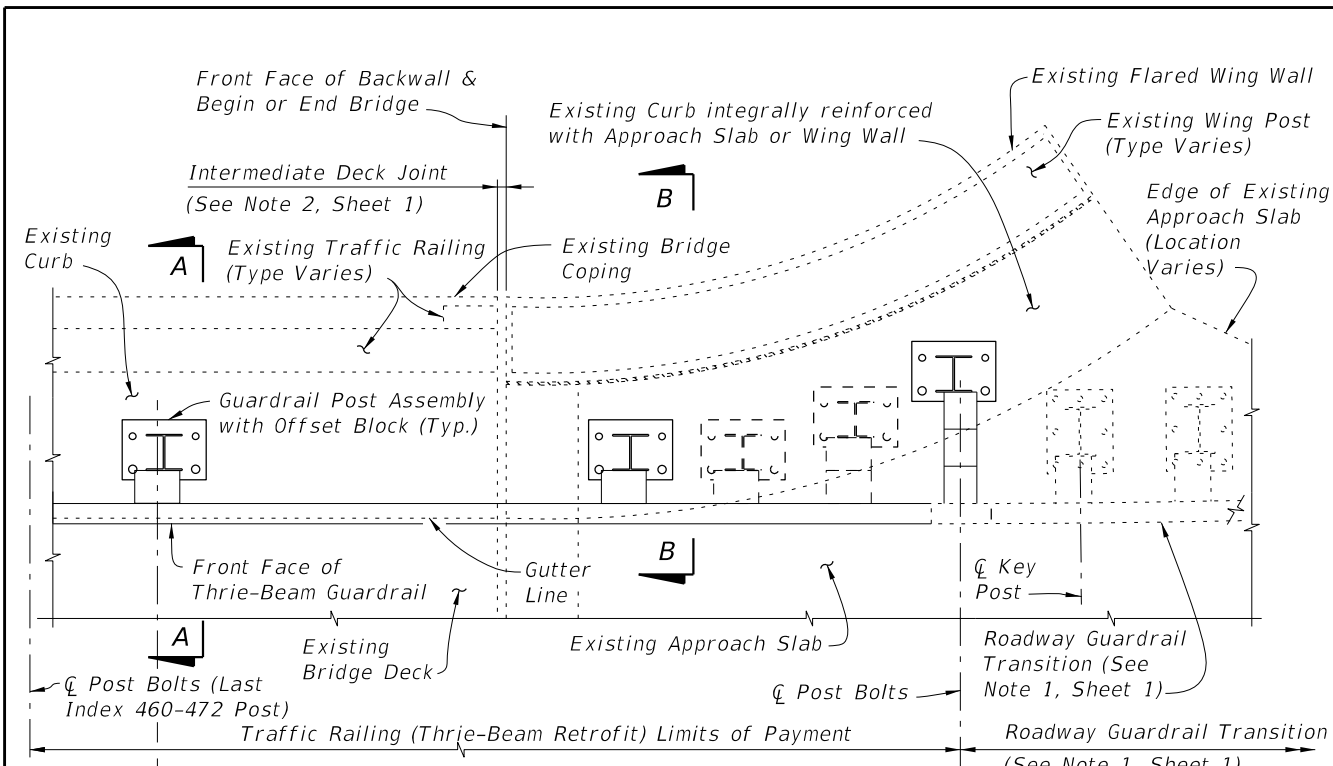 Front Face of Backwall &
Begin or End Bridge
Existing Curb integrally reinforced
with Approach Slab or Wing Wall
Existing Flared Wing Wall
Existing Wing Post
(Type Varies)
Intermediate Deck Joint
(See Note 2, Sheet 1)
B
Edge of Existing
Approach Slab
(Location
Varies)
Existing
Curb
A
Existing Traffic Railing
(Type Varies)
Existing Bridge
Coping
Guardrail Post Assembly
with Offset Block (Typ.)
Front Face of
Thrie-Beam Guardrail
Gutter
Line
B
℄ Key
Post
A
Existing
Bridge Deck
Existing Approach Slab
Roadway Guardrail
Transition (See
Note 1, Sheet 1)
℄ Post Bolts (Last
Index 460-472 Post)
℄ Post Bolts
Traffic Railing (Thrie-Beam Retrofit) Limits of Payment
Roadway Guardrail Transition
(See Note 1, Sheet 1)